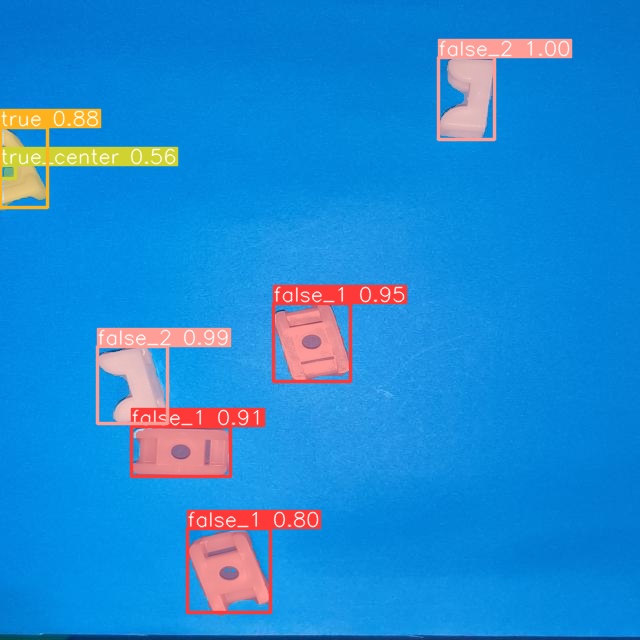 false_2 1.00
true 0.88
true_center 0.56
false_1 0.95
false_2 0.99
false_1 0.91
false_1 0.80